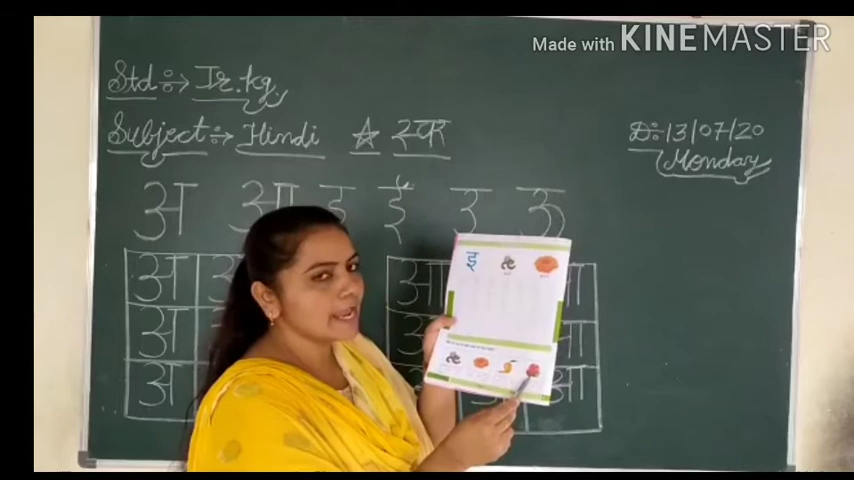 Made with KINEMASTER
Std :-> Jr.kg.
Subject :-> Hindi ☆ स्वर
D:-13/07/20
Monday
अ आ इ ई उ ऊ
इ
अ आ
अ
अ